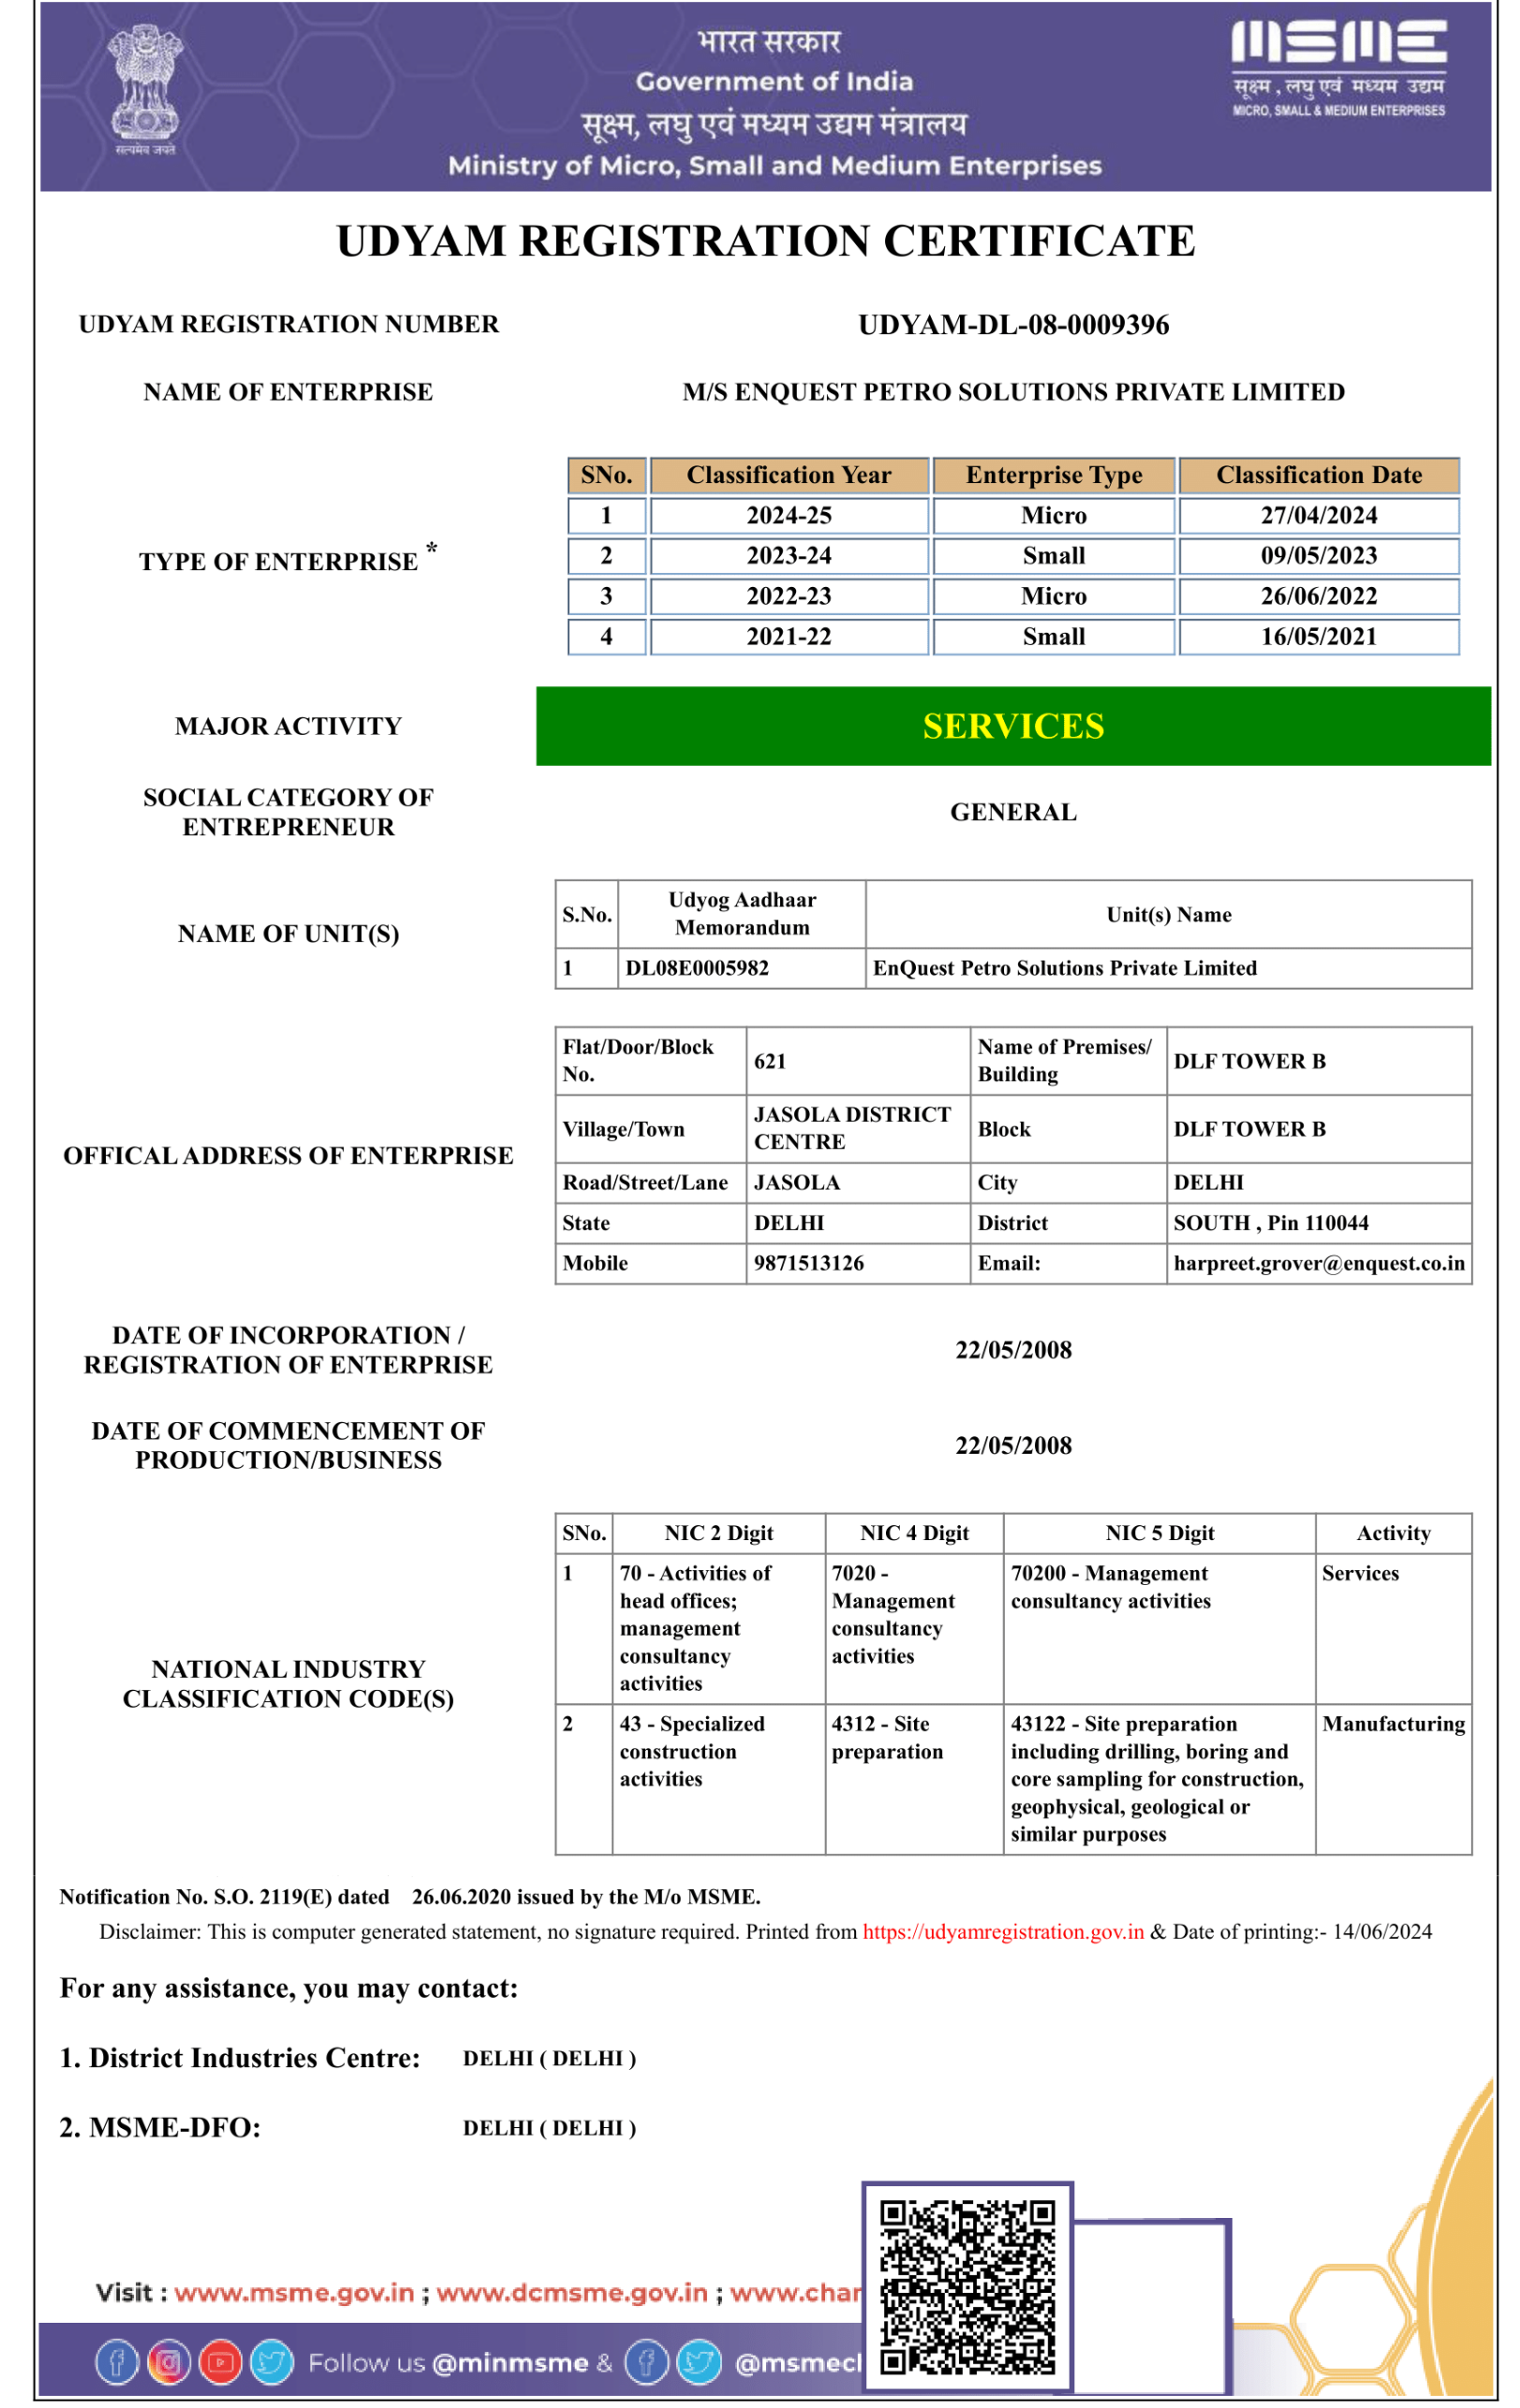 भारत सरकार
Government of India
सूक्ष्म, लघु एवं मध्यम उद्यम मंत्रालय
Ministry of Micro, Small and Medium Enterprises
सत्यमेव जयते
MSME
सूक्ष्म , लघु एवं मध्यम उद्यम
MICRO, SMALL & MEDIUM ENTERPRISES
UDYAM REGISTRATION CERTIFICATE
UDYAM REGISTRATION NUMBER UDYAM-DL-08-0009396
NAME OF ENTERPRISE M/S ENQUEST PETRO SOLUTIONS PRIVATE LIMITED
TYPE OF ENTERPRISE *
SNo. Classification Year Enterprise Type Classification Date
1 2024-25 Micro 27/04/2024
2 2023-24 Small 09/05/2023
3 2022-23 Micro 26/06/2022
4 2021-22 Small 16/05/2021
MAJOR ACTIVITY SERVICES
SOCIAL CATEGORY OF
ENTREPRENEUR
GENERAL
NAME OF UNIT(S)
S.No. Udyog Aadhaar
Memorandum
Unit(s) Name
1 DL08E0005982 EnQuest Petro Solutions Private Limited
OFFICAL ADDRESS OF ENTERPRISE
Flat/Door/Block
No.
621
Name of Premises/
Building
DLF TOWER B
Village/Town
JASOLA DISTRICT
CENTRE
Block
DLF TOWER B
Road/Street/Lane JASOLA City DELHI
State DELHI District SOUTH , Pin 110044
Mobile 9871513126 Email: harpreet.grover@enquest.co.in
DATE OF INCORPORATION /
REGISTRATION OF ENTERPRISE
22/05/2008
DATE OF COMMENCEMENT OF
PRODUCTION/BUSINESS
22/05/2008
NATIONAL INDUSTRY
CLASSIFICATION CODE(S)
SNo. NIC 2 Digit NIC 4 Digit NIC 5 Digit Activity
1
70 - Activities of
head offices;
management
consultancy
activities
7020 -
Management
consultancy
activities
70200 - Management
consultancy activities
Services
2
43 - Specialized
construction
activities
4312 - Site
preparation
43122 - Site preparation
including drilling, boring and
core sampling for construction,
geophysical, geological or
similar purposes
Manufacturing
Notification No. S.O. 2119(E) dated 26.06.2020 issued by the M/o MSME.
Disclaimer: This is computer generated statement, no signature required. Printed from https://udyamregistration.gov.in & Date of printing:- 14/06/2024
For any assistance, you may contact:
1. District Industries Centre: DELHI ( DELHI )
2. MSME-DFO: DELHI ( DELHI )
Visit : www.msme.gov.in ; www.dcmsme.gov.in ; www.char
Follow us @minmsme & @msmecl